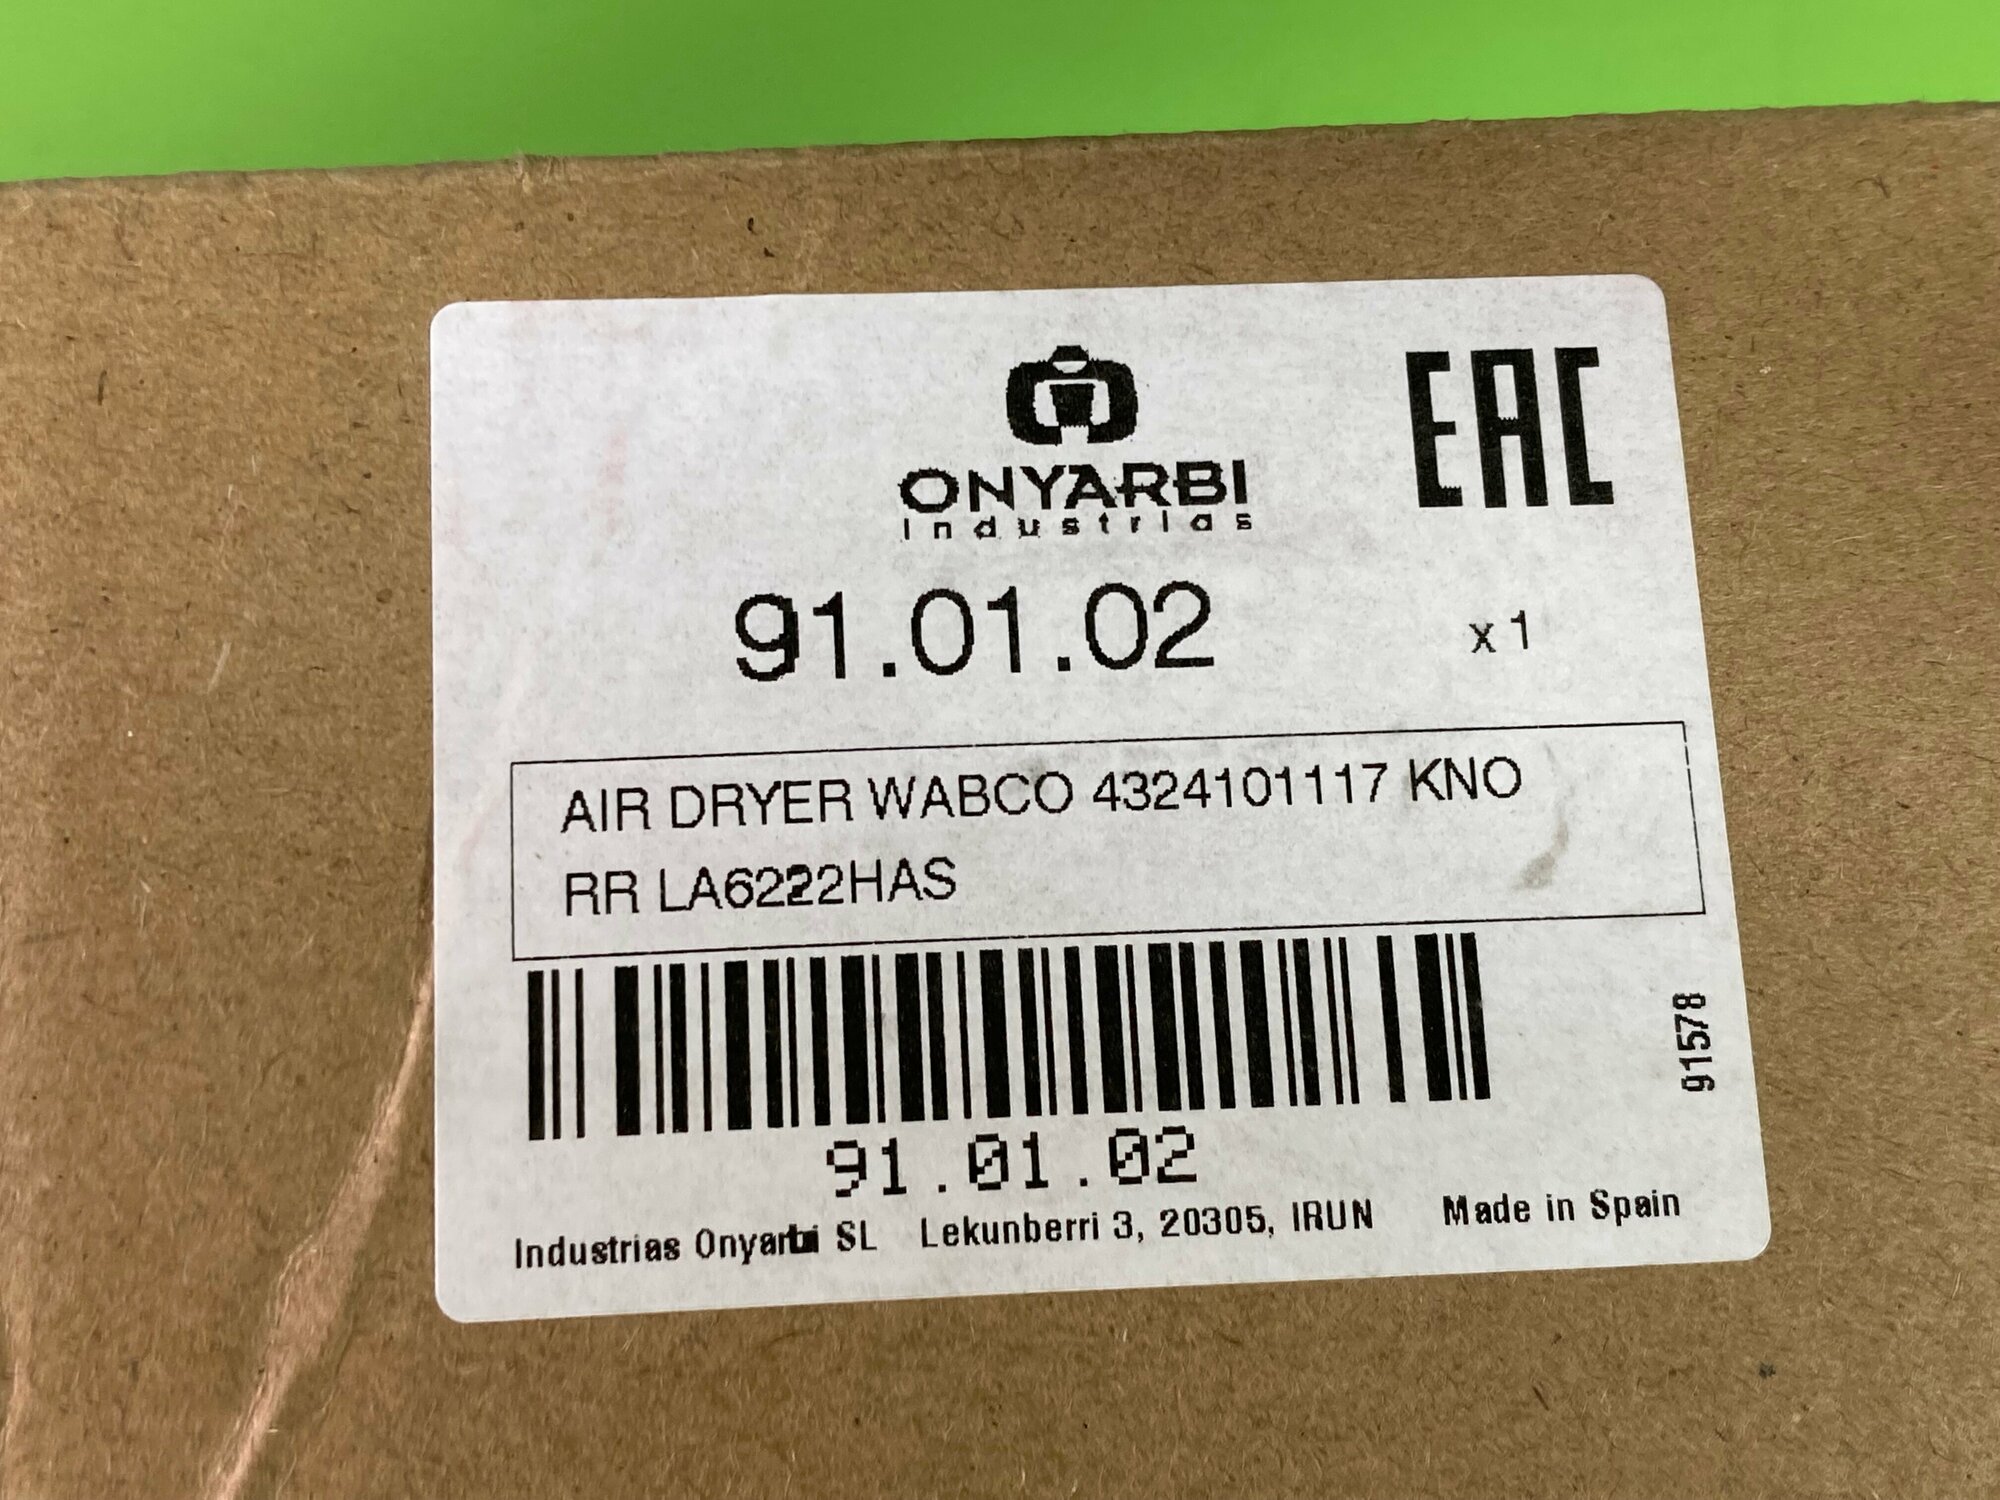 ONYARBI
industrias
EAC
91.01.02 x 1
AIR DRYER WABCO 4324101117 KNO
RR LA6222HAS
91578
91.01.02
Industrias Onyarbi SL Lekunberri 3, 20305, IRUN Made in Spain